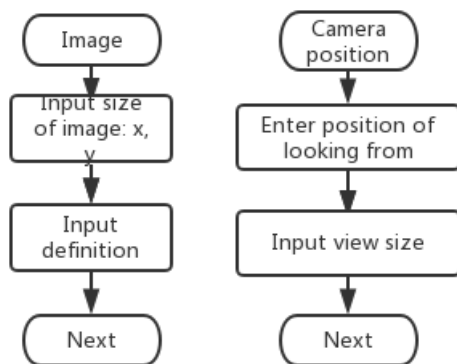 Image
Input size
of image: x,
y
Input
definition
Next
Camera
position
Enter position of
looking from
Input view size
Next